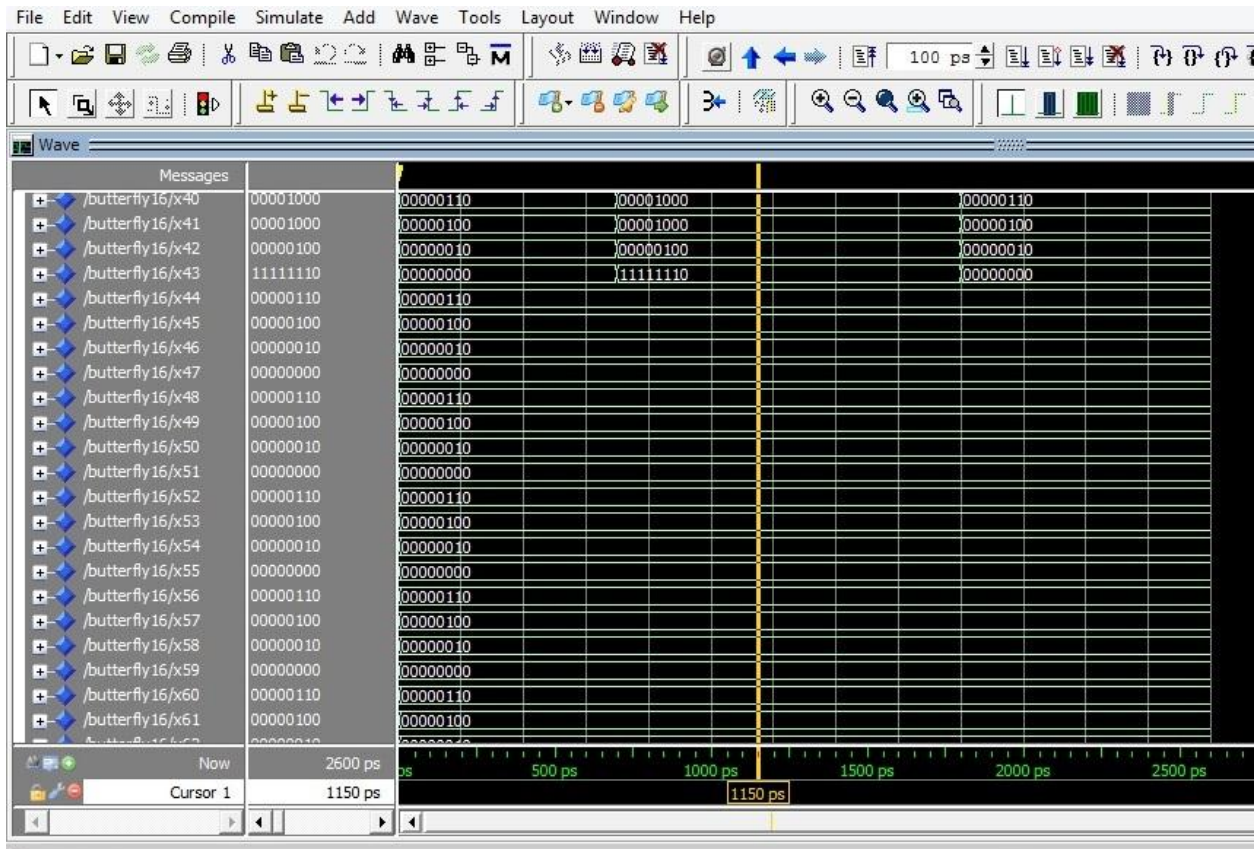 File Edit View Compile Simulate Add Wave Tools Layout Window Help
100 ps
Wave
Messages
/butterfly16/x40 00001000 00000110 00001000 00000110
/butterfly16/x41 00001000 00000100 00001000 00000100
/butterfly16/x42 00000100 00000010 00000100 00000010
/butterfly16/x43 11111110 00000000 11111110 00000000
/butterfly16/x44 00000110 00000110
/butterfly16/x45 00000100 00000100
/butterfly16/x46 00000010 00000010
/butterfly16/x47 00000000 00000000
/butterfly16/x48 00000110 00000110
/butterfly16/x49 00000100 00000100
/butterfly16/x50 00000010 00000010
/butterfly16/x51 00000000 00000000
/butterfly16/x52 00000110 00000110
/butterfly16/x53 00000100 00000100
/butterfly16/x54 00000010 00000010
/butterfly16/x55 00000000 00000000
/butterfly16/x56 00000110 00000110
/butterfly16/x57 00000100 00000100
/butterfly16/x58 00000010 00000010
/butterfly16/x59 00000000 00000000
/butterfly16/x60 00000110 00000110
/butterfly16/x61 00000100 00000100
Now 2600 ps ps 500 ps 1000 ps 1500 ps 2000 ps 2500 ps
Cursor 1 1150 ps 1150 ps